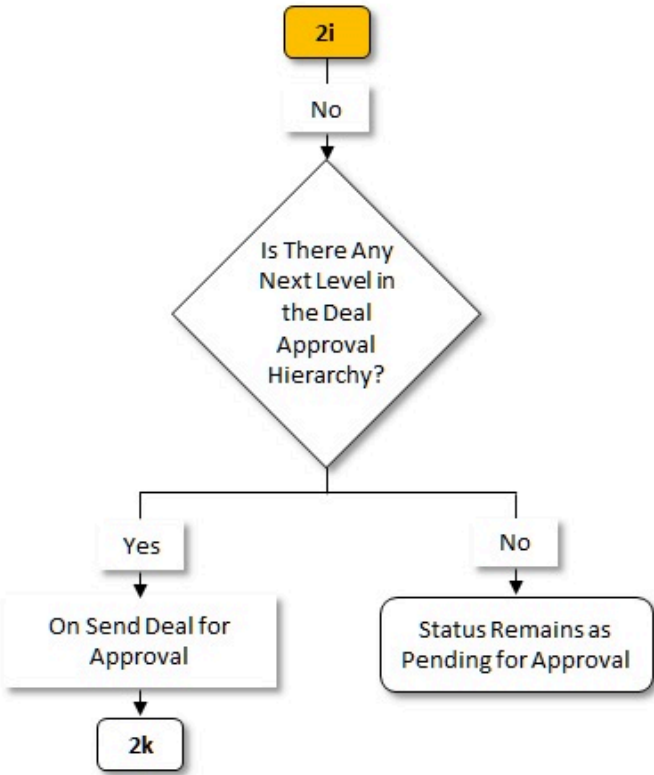 2i
No
Is There Any
Next Level in
the Deal
Approval
Hierarchy?
Yes
No
On Send Deal for
Approval
Status Remains as
Pending for Approval
2k